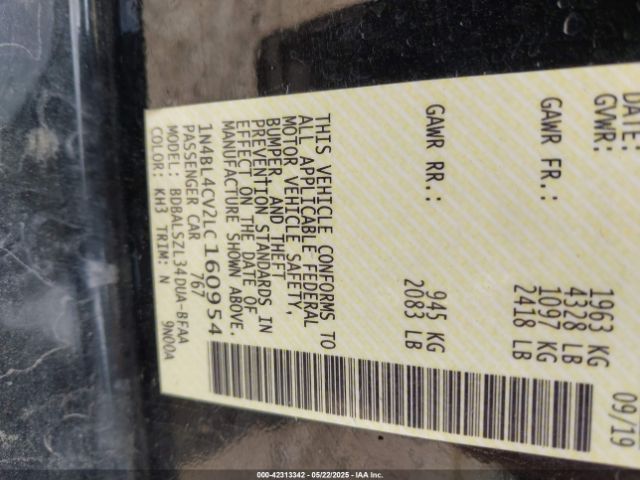 DATE: 09/19
GVWR: 1963 KG
4328 LB
GAWR FR.: 1097 KG
2418 LB
GAWR RR.: 945 KG
2083 LB
THIS VEHICLE CONFORMS TO
ALL APPLICABLE FEDERAL
MOTOR VEHICLE SAFETY,
BUMPER, AND THEFT
PREVENTION STANDARDS IN
EFFECT ON THE DATE OF
MANUFACTURE SHOWN ABOVE.
1N4BL4CV2LC160954
PASSENGER CAR 767
MODEL: BDBALSZL34DUA-BFAA
COLOR: KH3 TRIM: N 9N00A
000-42313342 - 05/22/2025 - IAA Inc.